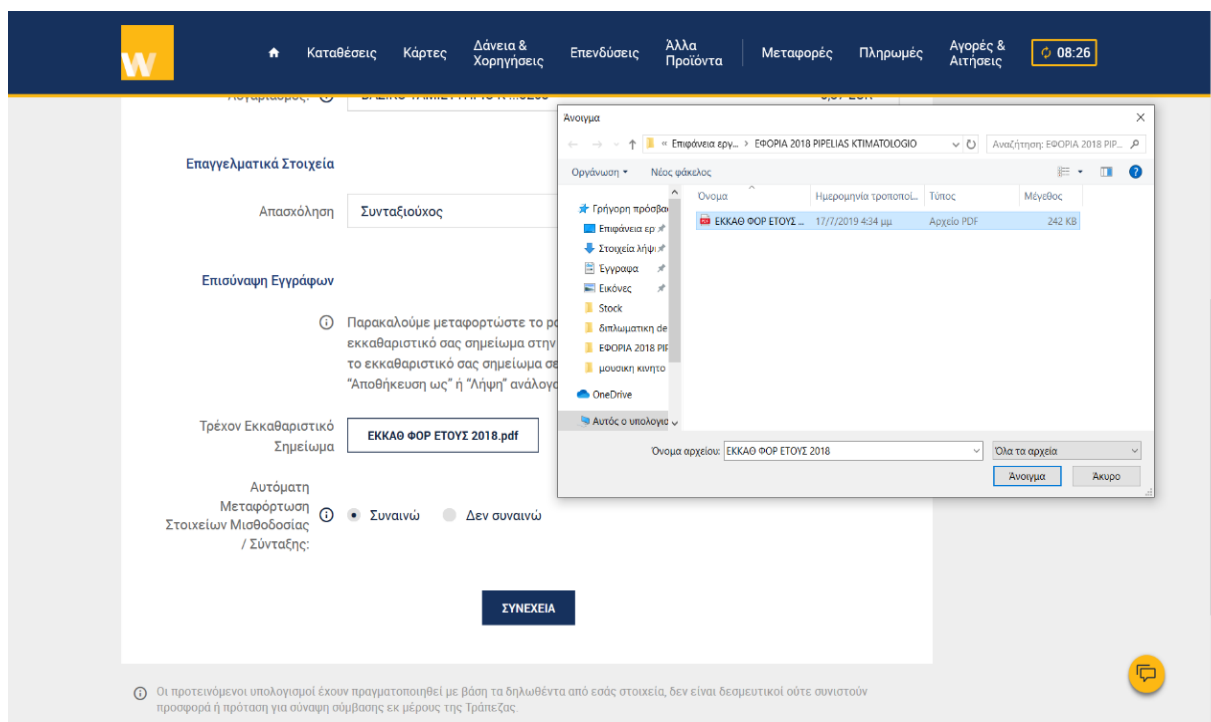 W
Καταθέσεις
Κάρτες
Δάνεια &
Χορηγήσεις
Επενδύσεις
Άλλα
Προϊόντα
Μεταφορές
Πληρωμές
Αγορές &
Αιτήσεις
08:26
Επαγγελματικά Στοιχεία
Απασχόληση
Συνταξιούχος
Επισύναψη Εγγράφων
Παρακαλούμε μεταφορτώστε το
εκκαθαριστικό σας σημείωμα στην
το εκκαθαριστικό σας σημείωμα σε
"Αποθήκευση ως" ή "Λήψη"
Τρέχον Εκκαθαριστικό
Σημείωμα
ΕΚΚΑΘ ΦΟΡ ΕΤΟΥΣ 2018.pdf
Αυτόματη
Μεταφόρτωση
Στοιχείων Μισθοδοσίας
/ Σύνταξης:
Συναινώ
Δεν συναινώ
ΣΥΝΕΧΕΙΑ
Οι προτεινόμενοι υπολογισμοί έχουν πραγματοποιηθεί με βάση τα δηλωθέντα από εσάς στοιχεία, δεν είναι δεσμευτικοί ούτε συνιστούν
προσφορά ή πρόταση για σύναψη σύμβασης εκ μέρους της Τράπεζας.
Άνοιγμα
« Επιφάνεια εργ... > ΕΦΟΡΙΑ 2018 PIPELIAS KTIMATOLOGIO
Αναζήτηση: ΕΦΟΡΙΑ 2018 PIP...
Οργάνωση
Νέος φάκελος
Όνομα
Ημερομηνία τροποποί...
Τύπος
Μέγεθος
ΕΚΚΑΘ ΦΟΡ ΕΤΟΥΣ ...
17/7/2019 4:34 μμ
Αρχείο PDF
242 KB
Γρήγορη πρόσβα
Επιφάνεια ερ
Στοιχεία λήψ
Έγγραφα
Εικόνες
Stock
διπλωματικη de
ΕΦΟΡΙΑ 2018 PIP
μουσικη κινητο
OneDrive
Αυτός ο υπολογισ
Όνομα αρχείου:
ΕΚΚΑΘ ΦΟΡ ΕΤΟΥΣ 2018
Όλα τα αρχεία
Άνοιγμα
Άκυρο